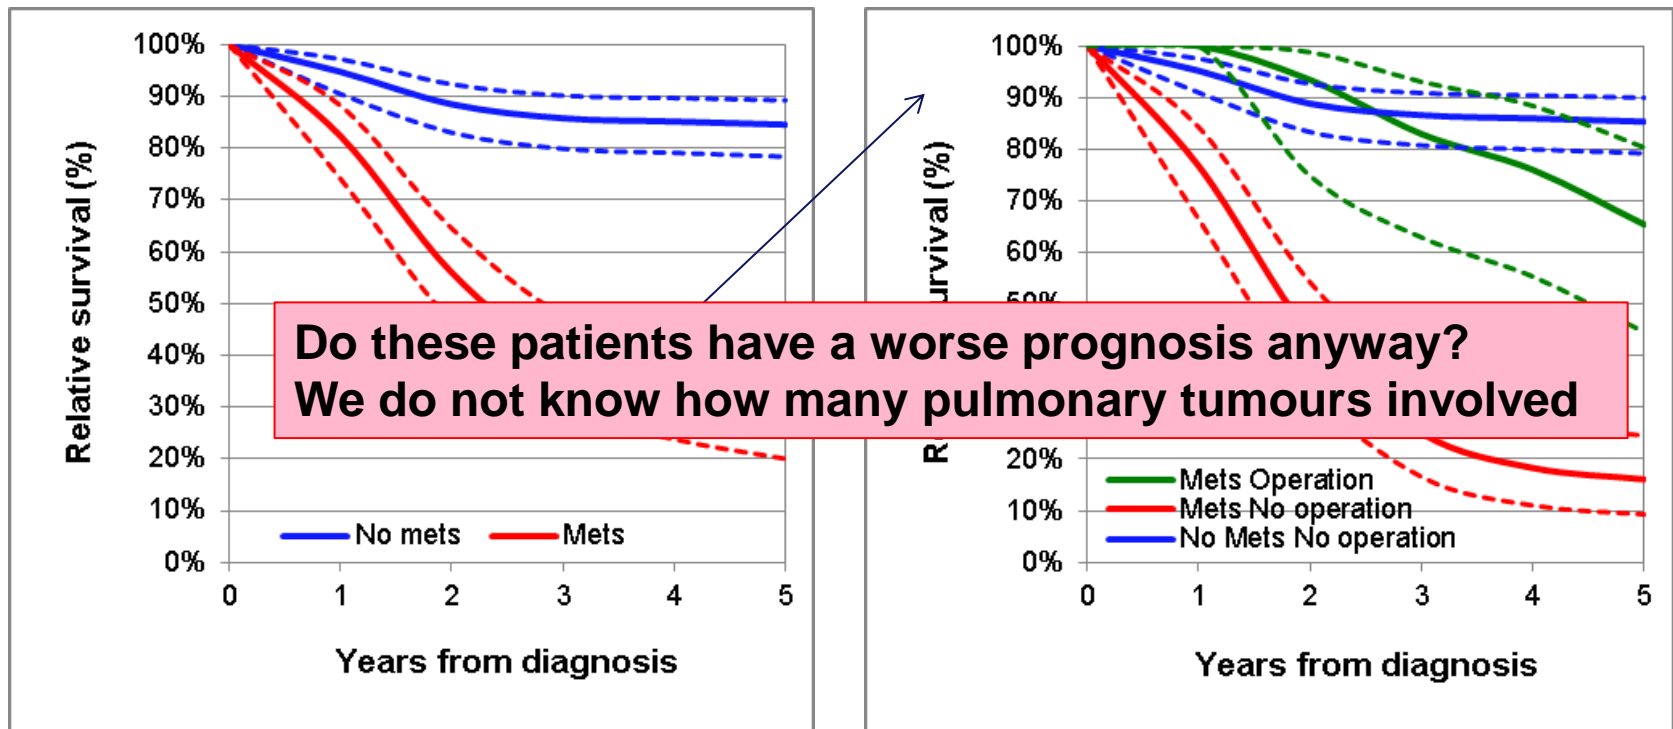 100%
90%
80%
70%
60%
50%
40%
30%
20%
10%
0%
Relative survival (%)
No mets
Mets
0 1 2 3 4 5
Years from diagnosis
100%
90%
80%
70%
60%
20%
10%
0%
survival (%)
Mets Operation
Mets No operation
No Mets No operation
0 1 2 3 4 5
Years from diagnosis
Do these patients have a worse prognosis anyway?
We do not know how many pulmonary tumours involved